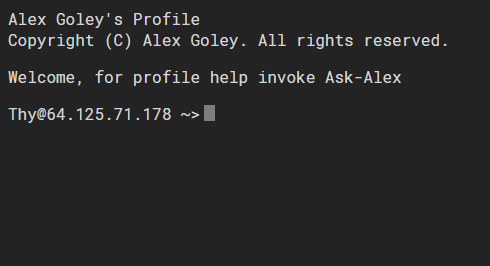 Alex Goley's Profile
Copyright (C) Alex Goley. All rights reserved.
Welcome, for profile help invoke Ask-Alex
Thy@64.125.71.178 ~>